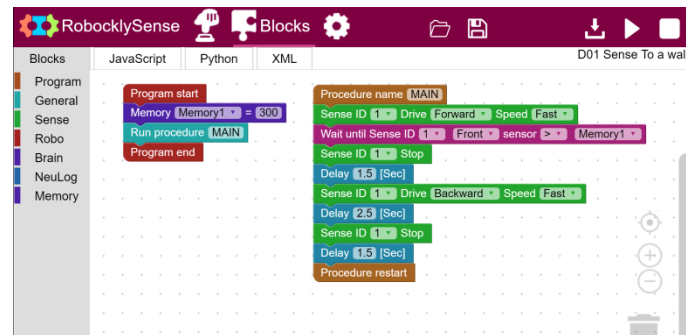 RobocklySense Blocks
Blocks JavaScript Python XML D01 Sense To a wal
Program
General
Sense
Robo
Brain
NeuLog
Memory
Program start
Memory Memory1 = 300
Run procedure MAIN
Program end
Procedure name MAIN
Sense ID 1 Drive Forward Speed Fast
Wait until Sense ID 1 Front sensor > Memory1
Sense ID 1 Stop
Delay 1.5 [Sec]
Sense ID 1 Drive Backward Speed Fast
Delay 2.5 [Sec]
Sense ID 1 Stop
Delay 1.5 [Sec]
Procedure restart